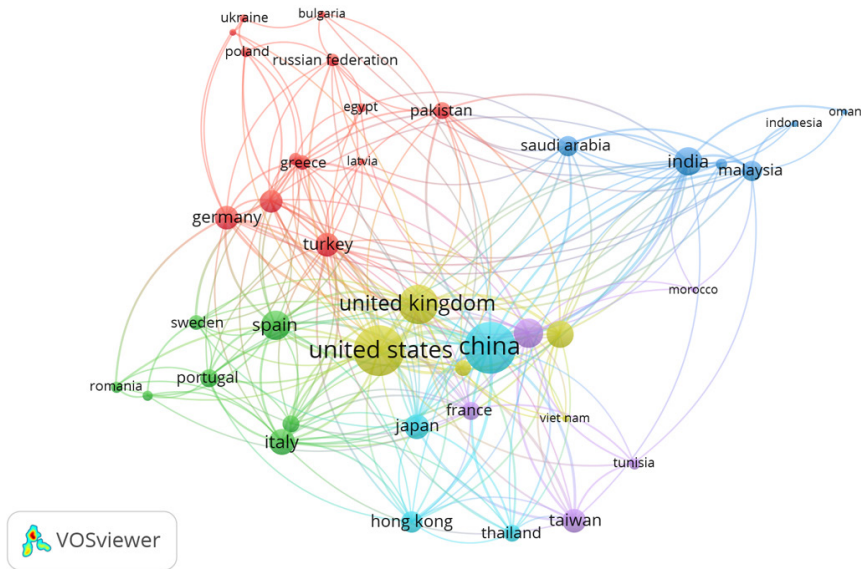 ukraine
bulgaria
poland
russian federation
egypt
pakistan
oman
indonesia
saudi arabia
india
malaysia
greece
latvia
germany
turkey
morocco
united kingdom
sweden
spain
united states
china
portugal
romania
france
viet nam
japan
italy
tunisia
hong kong
thailand
taiwan
VOSviewer